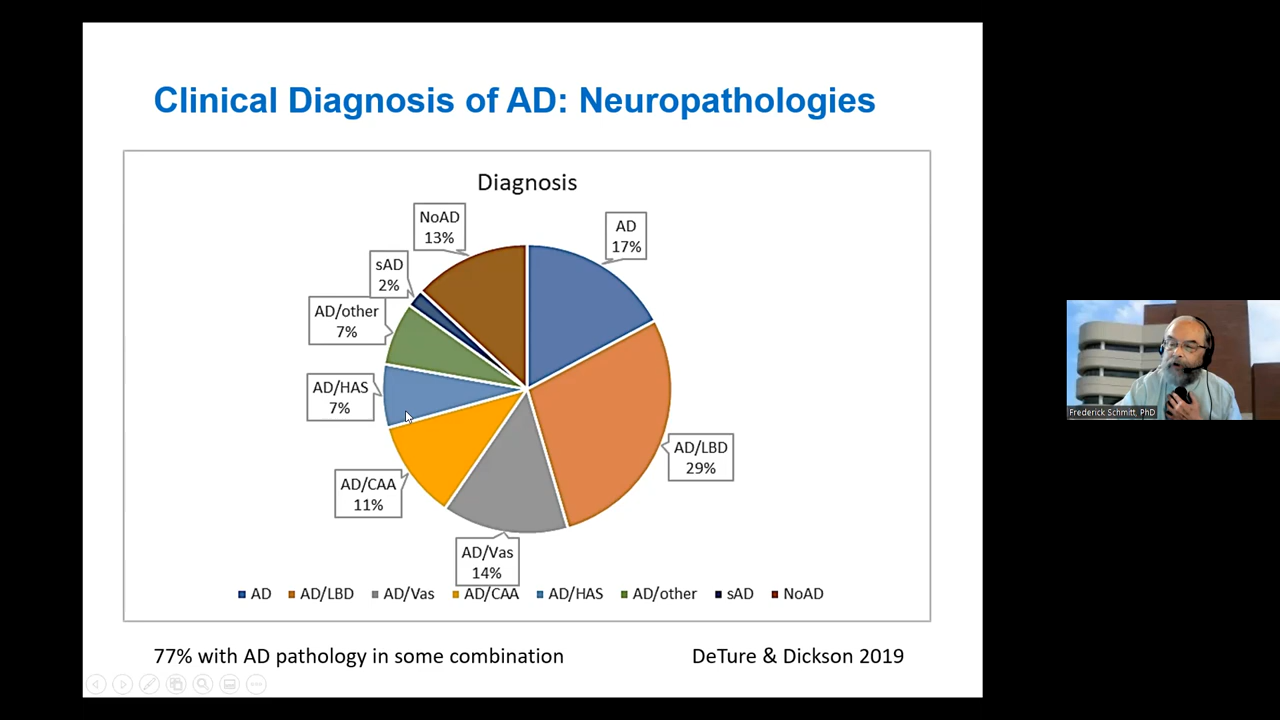 Clinical Diagnosis of AD: Neuropathologies
Diagnosis
NoAD
13%
AD
17%
sAD
2%
AD/other
7%
AD/HAS
7%
AD/LBD
29%
AD/CAA
11%
AD/Vas
14%
AD AD/LBD AD/Vas AD/CAA AD/HAS AD/other sAD NoAD
77% with AD pathology in some combination
DeTure & Dickson 2019
Frederick Schmitt, PhD